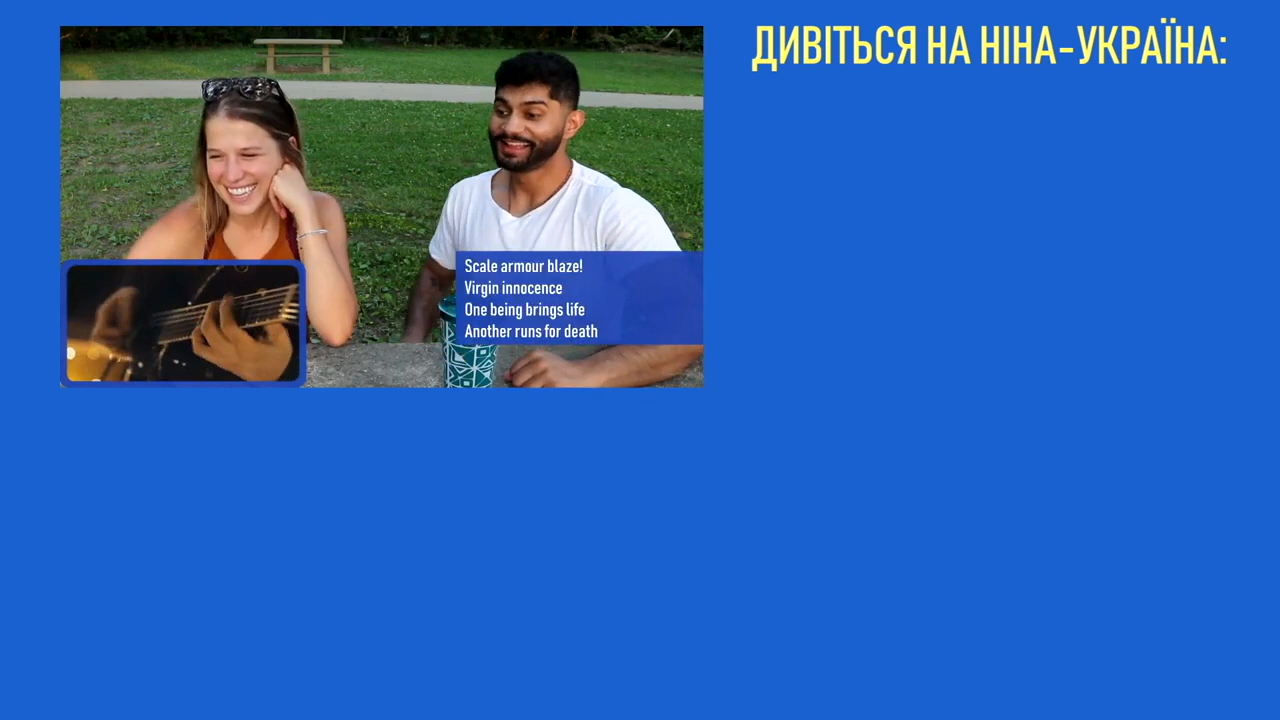 ДИВІТЬСЯ НА НІНА-УКРАЇНА:
Scale armour blaze!
Virgin innocence
One being brings life
Another runs for death